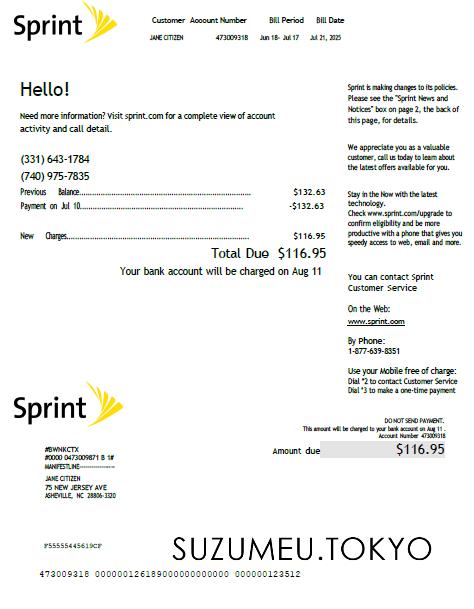 Sprint
Customer Account Number Bill Period Bill Date
JANE CITIZEN 473009318 Jun 18- Jul 17 Jul 21, 2025
Hello!
Need more information? Visit sprint.com for a complete view of account
activity and call detail.
(331) 643-1784
(740) 975-7835
Previous Balance.......................................................................... $132.63
Payment on Jul 10.......................................................................... -$132.63
New Charges.......................................................................... $116.95
Total Due $116.95
Your bank account will be charged on Aug 11
Sprint is making changes to its policies.
Please see the "Sprint News and
Notices" box on page 2, the back of
this page, for details.
We appreciate you as a valuable
customer, call us today to learn about
the latest offers available for you.
Stay in the Now with the latest
technology.
Check www.sprint.com/upgrade to
confirm eligibility and be more
productive with a phone that gives you
speedy access to web, email and more.
You can contact Sprint
Customer Service
On the Web:
www.sprint.com
By Phone:
1-877-639-8351
Use your Mobile free of charge:
Dial *2 to contact Customer Service
Dial *3 to make a one-time payment
Sprint
DO NOT SEND PAYMENT.
This amount will be charged to your bank account on Aug 11 .
Account Number 473009318
Amount due $116.95
#BWNKCTX
#0000 0473009871 B 1#
MANIFESTLINE------------------
JANE CITIZEN
75 NEW JERSEY AVE
ASHEVILLE, NC 28806-3320
F55555445619CF
SUZUMEU.TOKYO
473009318 000000126189000000000000 000000123512